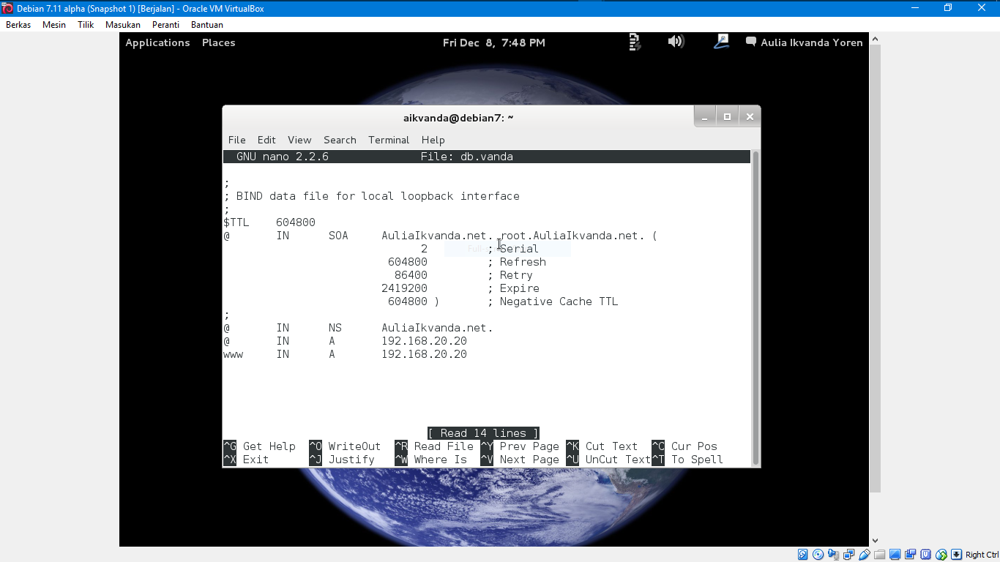 Debian 7.11 alpha (Snapshot 1) [Berjalan] - Oracle VM VirtualBox
Berkas Mesin Tilik Masukan Peranti Bantuan
Applications Places Fri Dec 8, 7:48 PM Aulia Ikvanda Yoren
aikvanda@debian7: ~
File Edit View Search Terminal Help
GNU nano 2.2.6 File: db.vanda
;
; BIND data file for local loopback interface
;
$TTL 604800
@ IN SOA AuliaIkvanda.net. root.AuliaIkvanda.net. (
2 ; Serial
604800 ; Refresh
86400 ; Retry
2419200 ; Expire
604800 ) ; Negative Cache TTL
;
@ IN NS AuliaIkvanda.net.
@ IN A 192.168.20.20
www IN A 192.168.20.20
[ Read 14 lines ]
^G Get Help ^O WriteOut ^R Read File ^Y Prev Page ^K Cut Text ^C Cur Pos
^X Exit ^J Justify ^W Where Is ^V Next Page ^U UnCut Text ^T To Spell
Right Ctrl